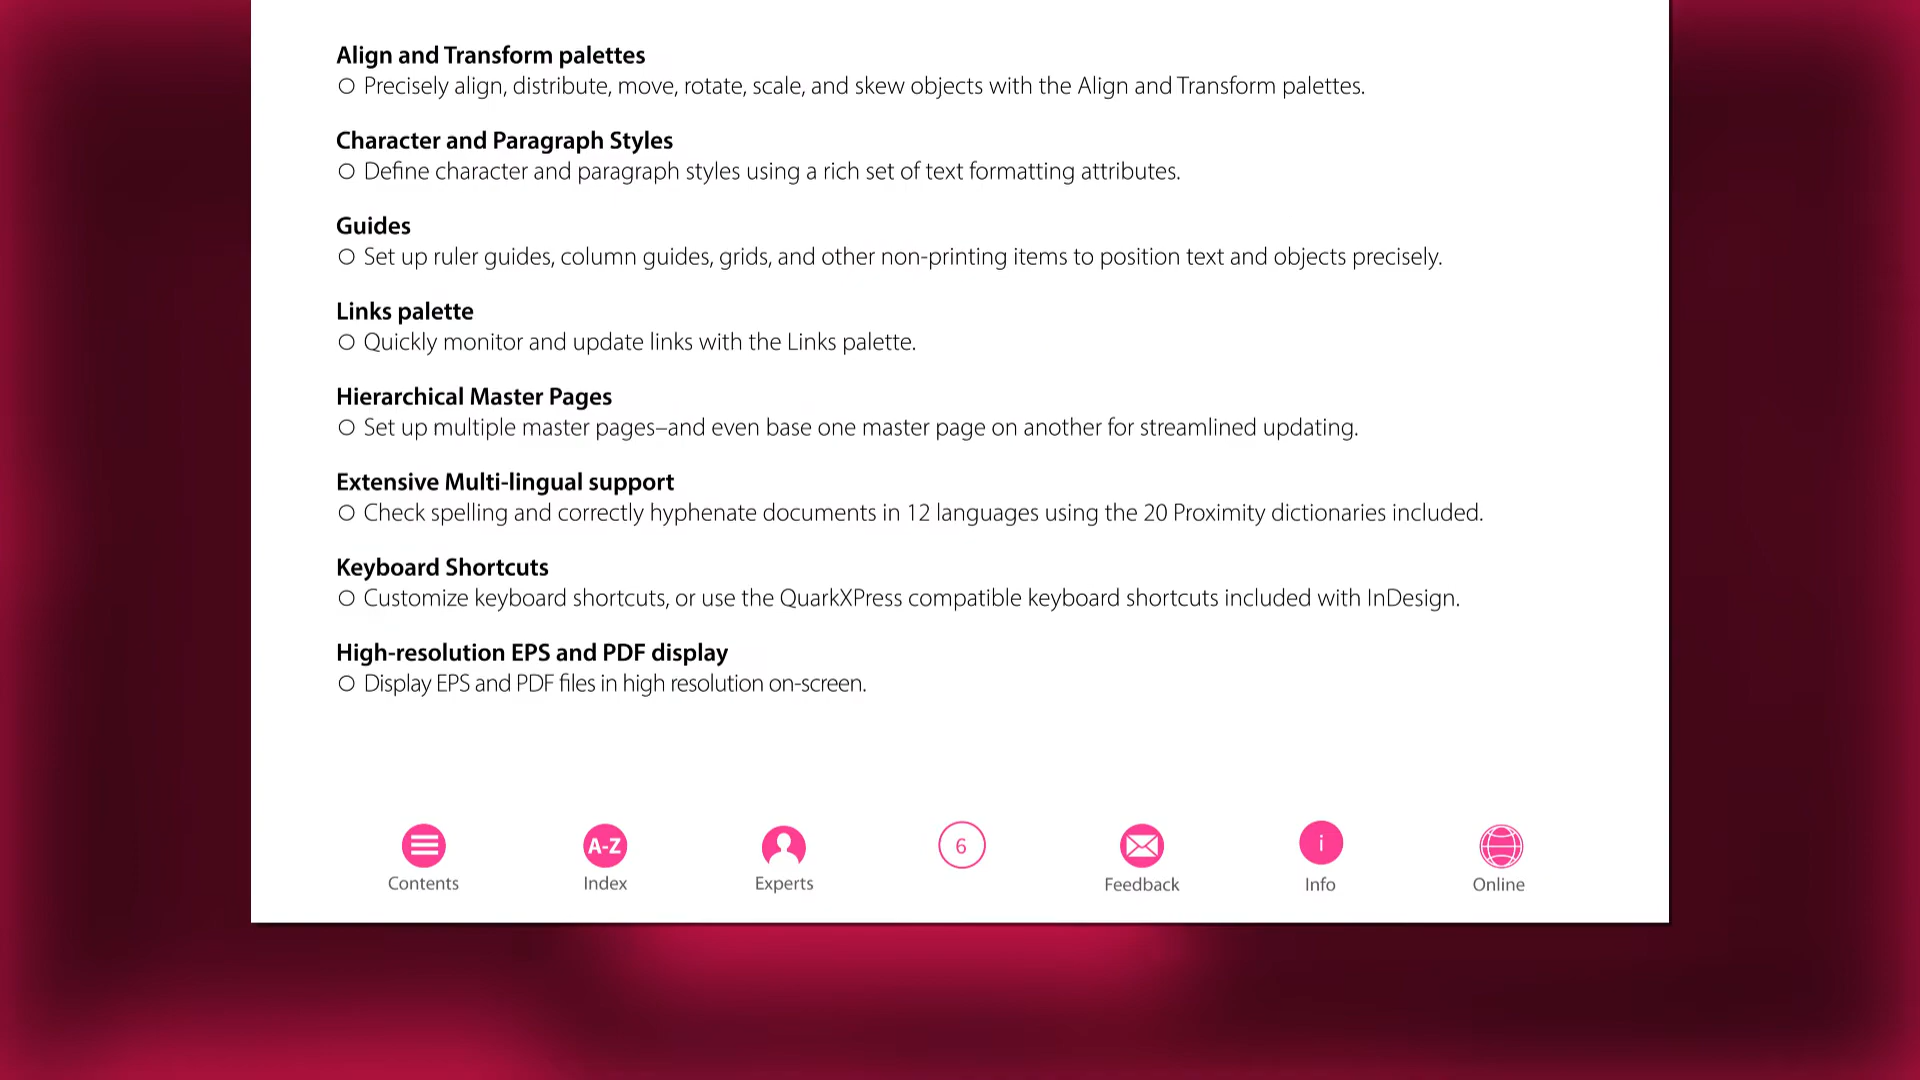 Align and Transform palettes
○ Precisely align, distribute, move, rotate, scale, and skew objects with the Align and Transform palettes.
Character and Paragraph Styles
○ Define character and paragraph styles using a rich set of text formatting attributes.
Guides
○ Set up ruler guides, column guides, grids, and other non-printing items to position text and objects precisely.
Links palette
○ Quickly monitor and update links with the Links palette.
Hierarchical Master Pages
○ Set up multiple master pages–and even base one master page on another for streamlined updating.
Extensive Multi-lingual support
○ Check spelling and correctly hyphenate documents in 12 languages using the 20 Proximity dictionaries included.
Keyboard Shortcuts
○ Customize keyboard shortcuts, or use the QuarkXPress compatible keyboard shortcuts included with InDesign.
High-resolution EPS and PDF display
○ Display EPS and PDF files in high resolution on-screen.
A-Z 6 i
Contents Index Experts Feedback Info Online